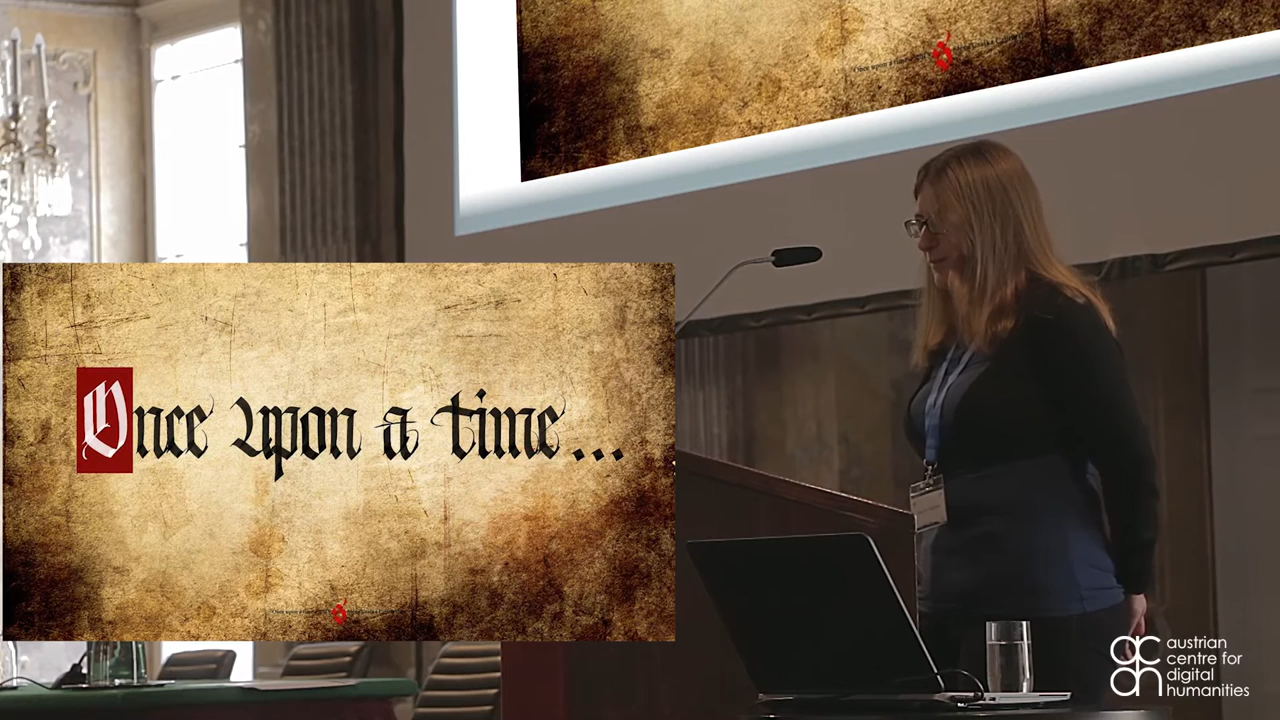 Once upon a time...
austrian
centre for
digital
humanities